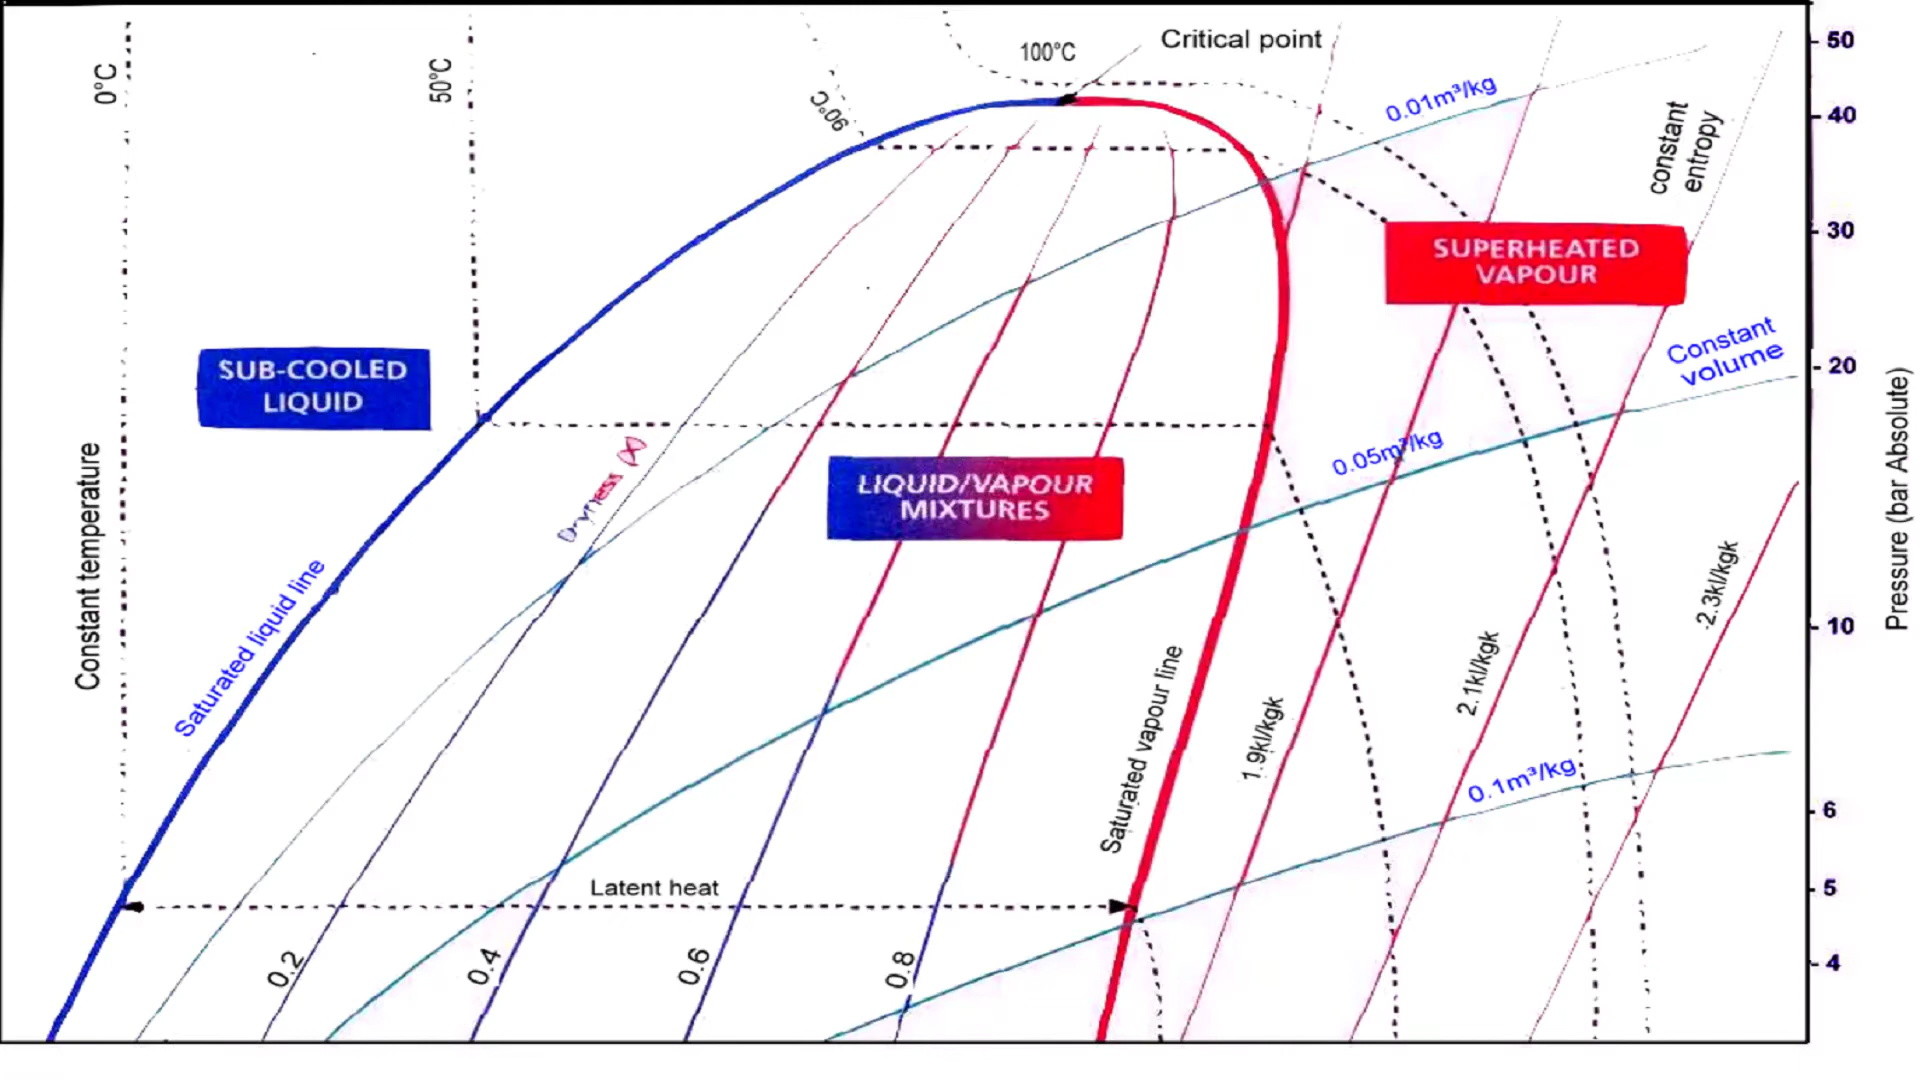 Critical point
100°C
50
0°C
50°C
90°C
0.01m³/kg
40
constant
entropy
30
SUPERHEATED
VAPOUR
Constant
volume
20
SUB-COOLED
LIQUID
Pressure (bar Absolute)
Dryness (X)
0.05m³/kg
LIQUID/VAPOUR
MIXTURES
Constant temperature
Saturated liquid line
10
2.3kl/kgk
2.1kl/kgk
1.9kl/kgk
Saturated vapour line
0.1m³/kg
6
Latent heat
5
0.2
0.4
0.6
0.8
4